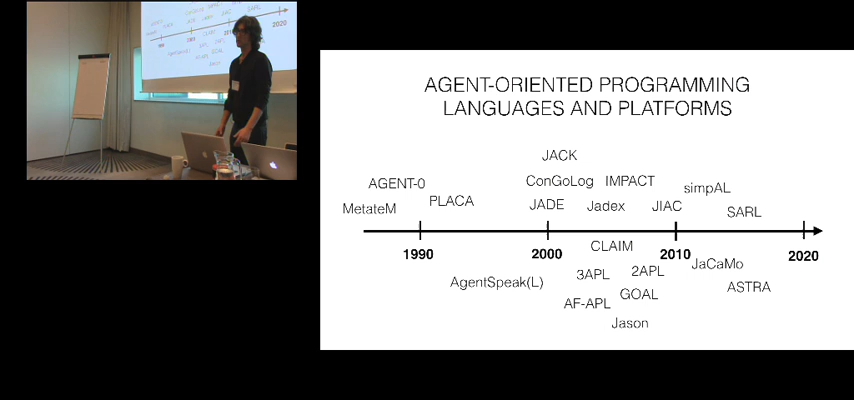 AGENT-ORIENTED PROGRAMMING
LANGUAGES AND PLATFORMS
JACK
AGENT-0
ConGoLog
IMPACT
simpAL
MetateM
PLACA
JADE
Jadex
JIAC
SARL
1990
2000
2010
2020
CLAIM
AgentSpeak(L)
3APL
2APL
JaCaMo
AF-APL
GOAL
ASTRA
Jason